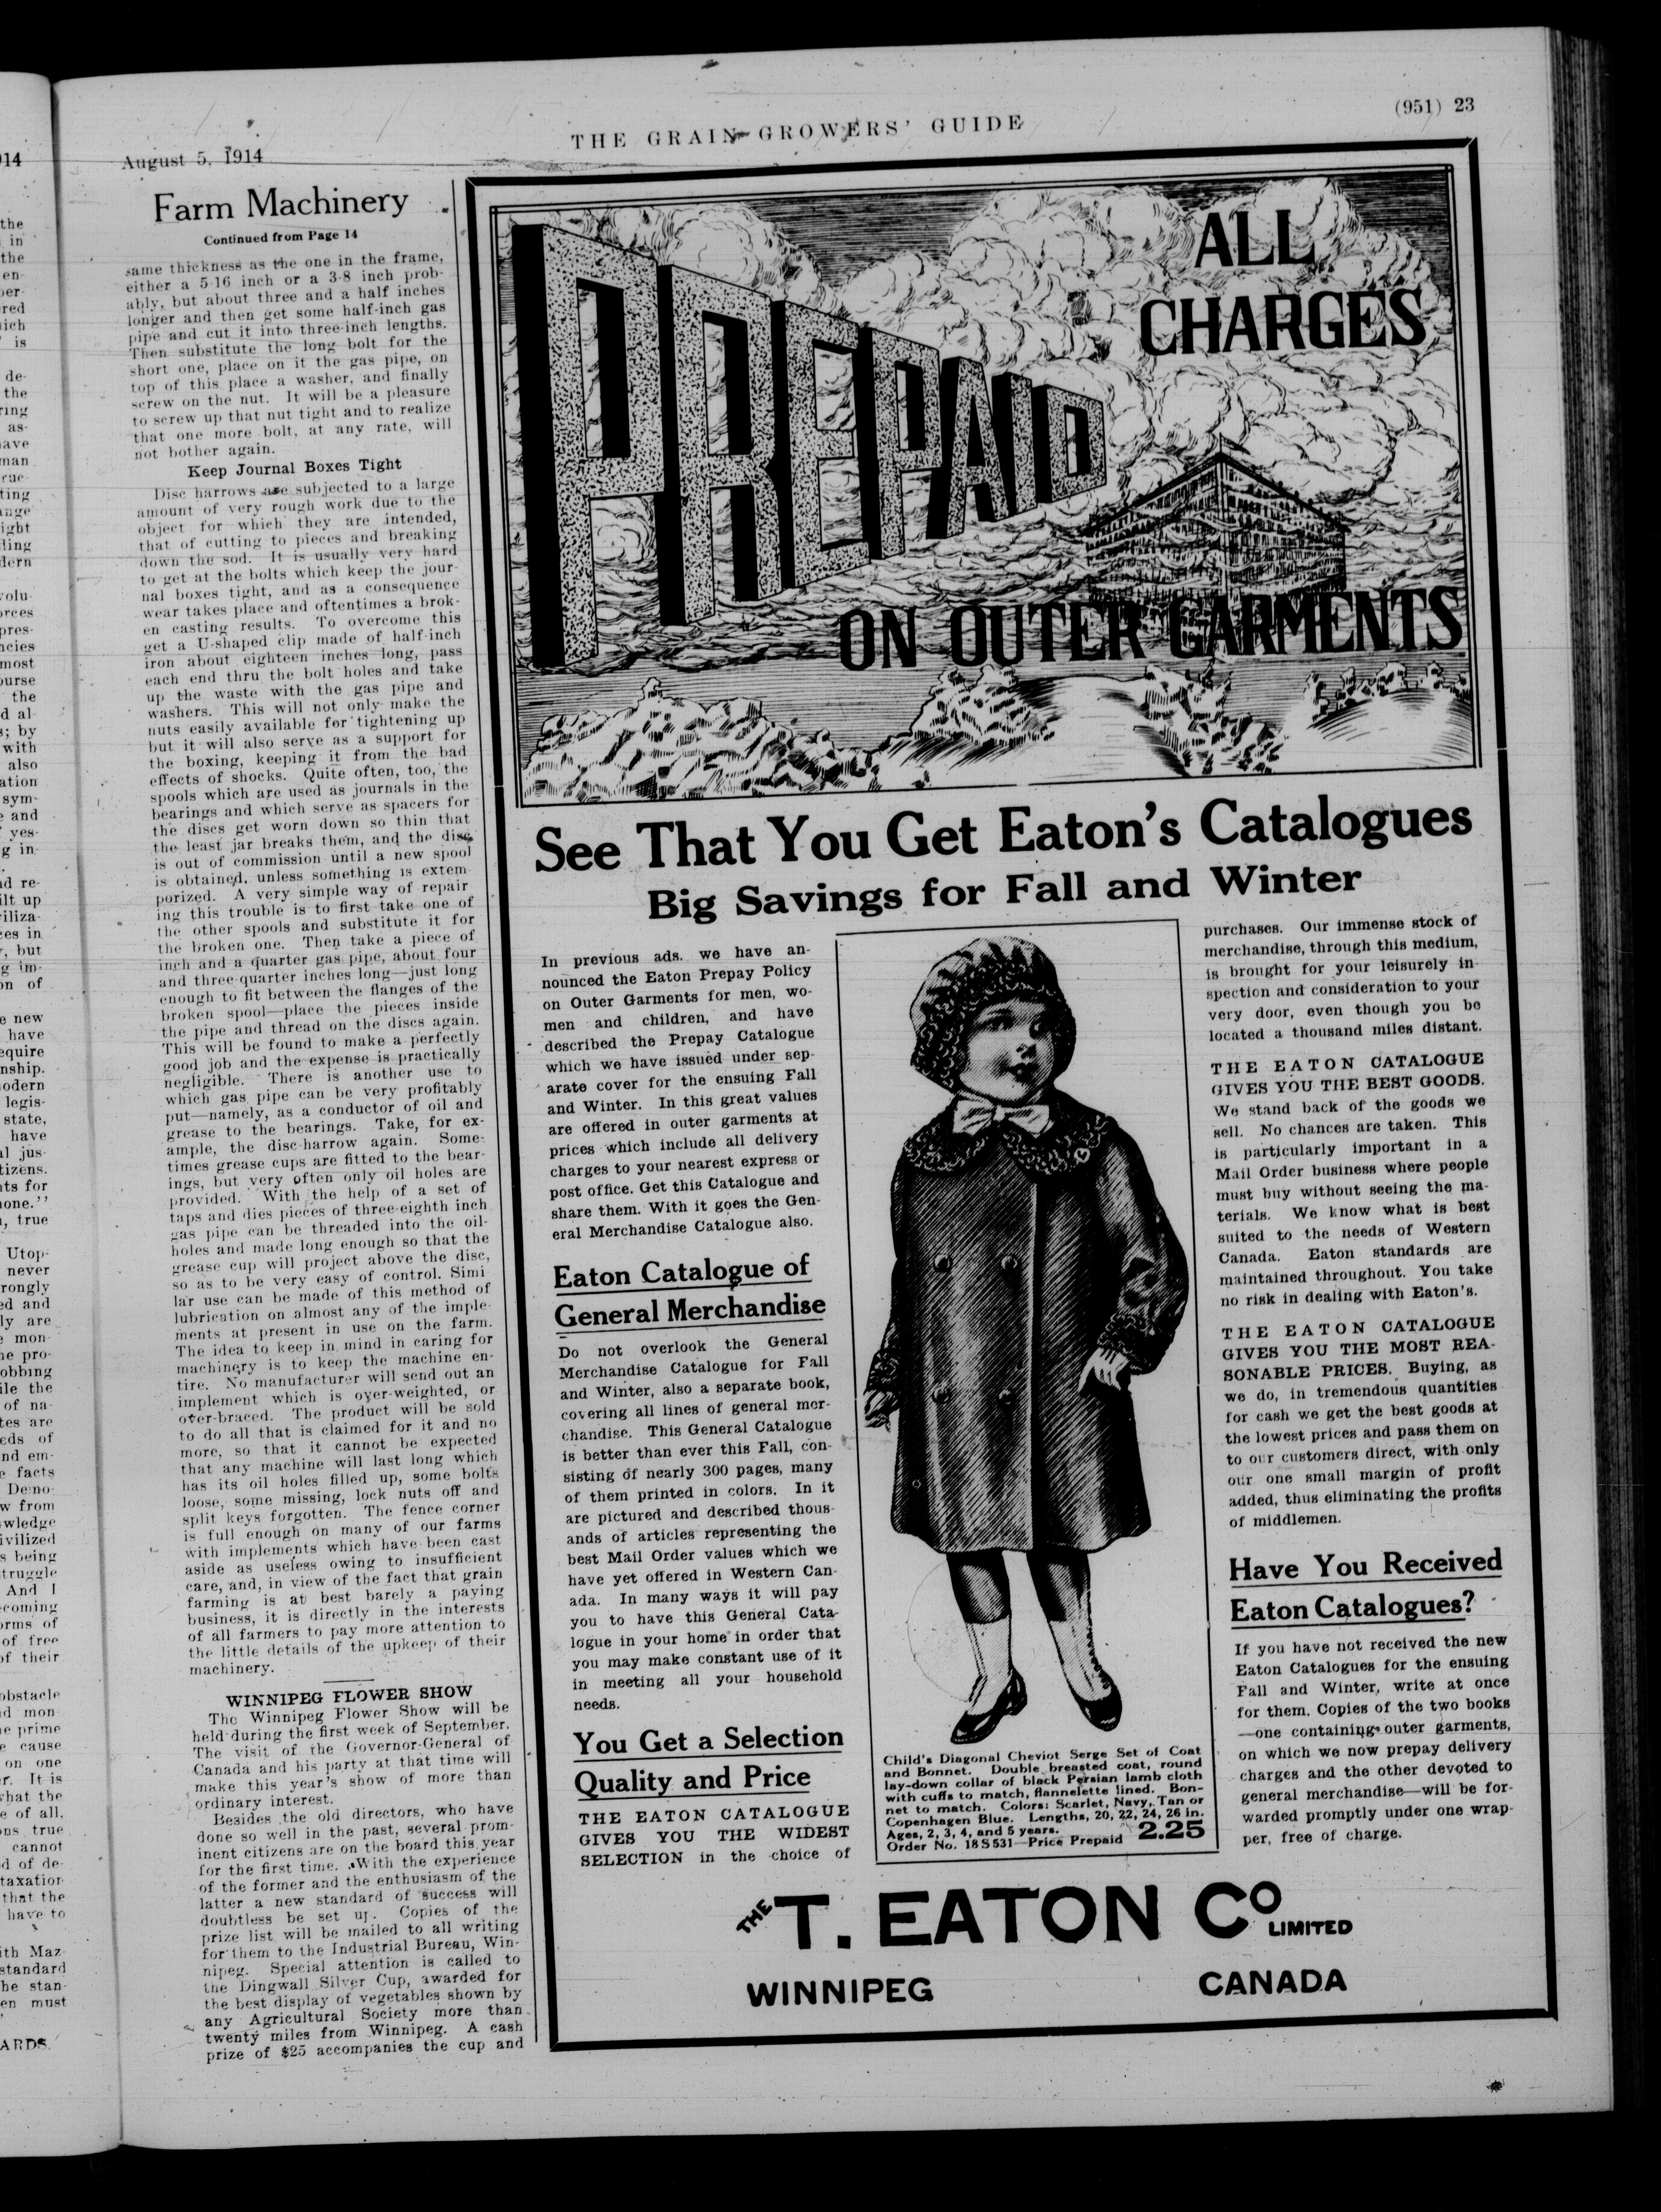 August 5, 1914
THE GRAIN GROWERS' GUIDE
(951) 23
Farm Machinery
Continued from Page 14
same thickness as the one in the frame,
either a 5-16 inch or a 3-8 inch prob-
ably, but about three and a half inches
longer and then get some half-inch gas
pipe and cut it into three-inch lengths.
Then substitute the long bolt for the
short one, place on it the gas pipe, on
top of this place a washer, and finally
screw on the nut. It will be a pleasure
to screw up that nut tight and to realize
that one more bolt, at any rate, will
not bother again.
Keep Journal Boxes Tight
Disc harrows are subjected to a large
amount of very rough work due to the
object for which they are intended,
that of cutting to pieces and breaking
down the sod. It is usually very hard
to get at the bolts which keep the jour-
nal boxes tight, and as a consequence
wear takes place and oftentimes a brok-
en casting results. To overcome this
get a U-shaped clip made of half-inch
iron about eighteen inches long, pass
each end thru the bolt holes and take
up the waste with the gas pipe and
washers. This will not only make the
nuts easily available for tightening up
but it will also serve as a support for
the boxing, keeping it from the bad
effects of shocks. Quite often, too, the
spools which are used as journals in the
bearings and which serve as spacers for
the discs get worn down so thin that
the least jar breaks them, and the disc
is out of commission until a new spool
is obtained, unless something is extem-
porized. A very simple way of repair
ing this trouble is to first take one of
the other spools and substitute it for
the broken one. Then take a piece of
inch and a quarter gas pipe, about four
and three-quarter inches long—just long
enough to fit between the flanges of the
broken spool—place the pieces inside
the pipe and thread on the discs again.
This will be found to make a perfectly
good job and the expense is practically
negligible. There is another use to
which gas pipe can be very profitably
put—namely, as a conductor of oil and
grease to the bearings. Take, for ex-
ample, the disc-harrow again. Some-
times grease cups are fitted to the bear-
ings, but very often only oil holes are
provided. With the help of a set of
taps and dies pieces of three-eighth inch
gas pipe can be threaded into the oil-
holes and made long enough so that the
grease cup will project above the disc,
so as to be very easy of control. Simi
lar use can be made of this method of
lubrication on almost any of the imple-
ments at present in use on the farm.
The idea to keep in mind in caring for
machinery is to keep the machine en-
tire. No manufacturer will send out an
implement which is over-weighted, or
over-braced. The product will be sold
to do all that is claimed for it and no
more, so that it cannot be expected
that any machine will last long which
has its oil holes filled up, some bolts
loose, some missing, lock nuts off and
split keys forgotten. The fence corner
is full enough on many of our farms
with implements which have been cast
aside as useless owing to insufficient
care, and, in view of the fact that grain
farming is at best barely a paying
business, it is directly in the interests
of all farmers to pay more attention to
the little details of the upkeep of their
machinery.
WINNIPEG FLOWER SHOW
The Winnipeg Flower Show will be
held during the first week of September.
The visit of the Governor-General of
Canada and his party at that time will
make this year's show of more than
ordinary interest.
Besides the old directors, who have
done so well in the past, several prom-
inent citizens are on the board this year
for the first time. With the experience
of the former and the enthusiasm of the
latter a new standard of success will
doubtless be set up. Copies of the
prize list will be mailed to all writing
for them to the Industrial Bureau, Win-
nipeg. Special attention is called to
the Dingwall Silver Cup, awarded for
the best display of vegetables shown by
any Agricultural Society more than
twenty miles from Winnipeg. A cash
prize of $25 accompanies the cup and
ALL
CHARGES
PREPAID
ON OUTER GARMENTS
See That You Get Eaton's Catalogues
Big Savings for Fall and Winter
In previous ads. we have an-
nounced the Eaton Prepay Policy
on Outer Garments for men, wo-
men and children, and have
described the Prepay Catalogue
which we have issued under sep-
arate cover for the ensuing Fall
and Winter. In this great values
are offered in outer garments at
prices which include all delivery
charges to your nearest express or
post office. Get this Catalogue and
share them. With it goes the Gen-
eral Merchandise Catalogue also.
Eaton Catalogue of
General Merchandise
Do not overlook the General
Merchandise Catalogue for Fall
and Winter, also a separate book,
covering all lines of general mer-
chandise. This General Catalogue
is better than ever this Fall, con-
sisting of nearly 300 pages, many
of them printed in colors. In it
are pictured and described thous-
ands of articles representing the
best Mail Order values which we
have yet offered in Western Can-
ada. In many ways it will pay
you to have this General Cata-
logue in your home in order that
you may make constant use of it
in meeting all your household
needs.
You Get a Selection
Quality and Price
THE EATON CATALOGUE
GIVES YOU THE WIDEST
SELECTION in the choice of
Child's Diagonal Cheviot Serge Set of Coat
and Bonnet. Double breasted coat, round
lay-down collar of black Persian lamb cloth
with cuffs to match, flannelette lined. Bon-
net to match. Colors: Scarlet, Navy, Tan or
Copenhagen Blue. Lengths, 20, 22, 24, 26 in.
Ages, 2, 3, 4, and 5 years.
Order No. 18S531—Price Prepaid 2.25
purchases. Our immense stock of
merchandise, through this medium,
is brought for your leisurely in-
spection and consideration to your
very door, even though you be
located a thousand miles distant.
THE EATON CATALOGUE
GIVES YOU THE BEST GOODS.
We stand back of the goods we
sell. No chances are taken. This
is particularly important in a
Mail Order business where people
must buy without seeing the ma-
terials. We know what is best
suited to the needs of Western
Canada. Eaton standards are
maintained throughout. You take
no risk in dealing with Eaton's.
THE EATON CATALOGUE
GIVES YOU THE MOST REA-
SONABLE PRICES. Buying, as
we do, in tremendous quantities
for cash we get the best goods at
the lowest prices and pass them on
to our customers direct, with only
our one small margin of profit
added, thus eliminating the profits
of middlemen.
Have You Received
Eaton Catalogues?
If you have not received the new
Eaton Catalogues for the ensuing
Fall and Winter, write at once
for them. Copies of the two books
—one containing outer garments,
on which we now prepay delivery
charges and the other devoted to
general merchandise—will be for-
warded promptly under one wrap-
per, free of charge.
THE T. EATON CO LIMITED
WINNIPEG CANADA